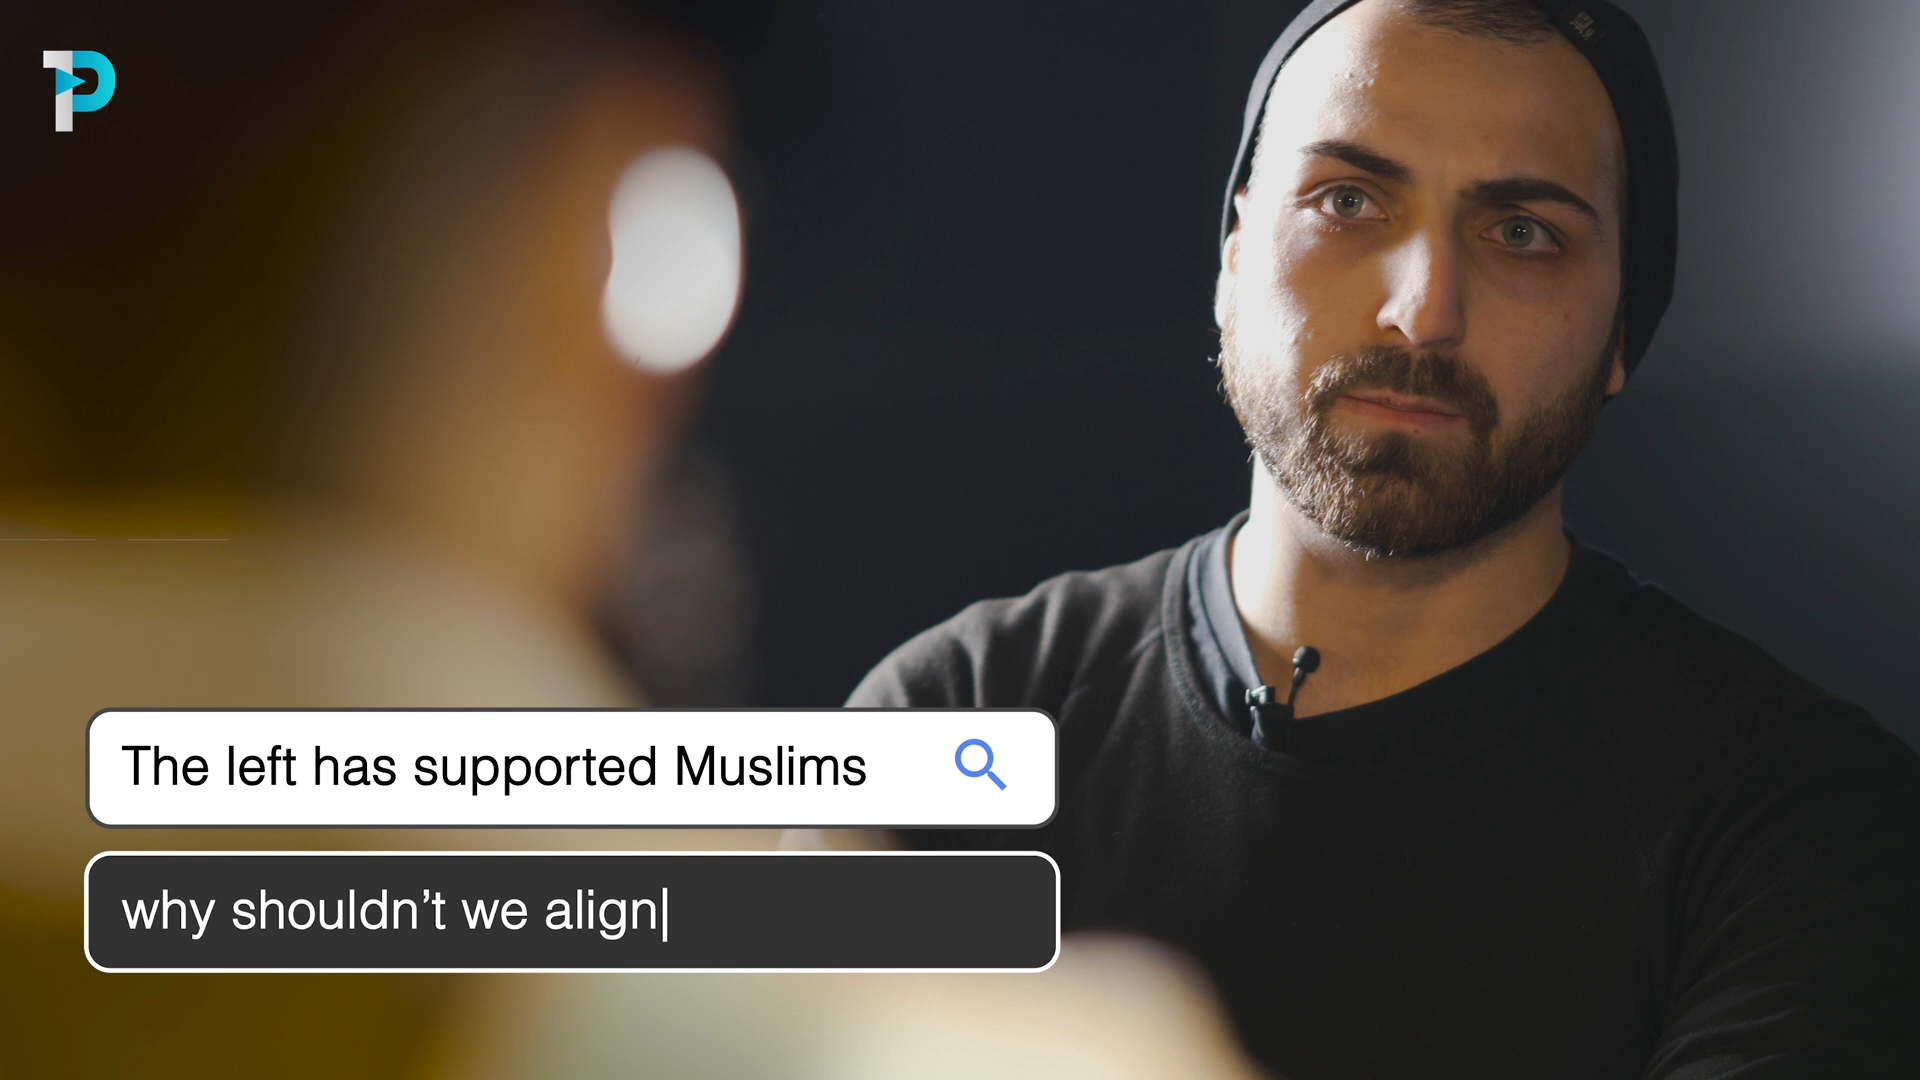 The left has supported Muslims
why shouldn’t we align